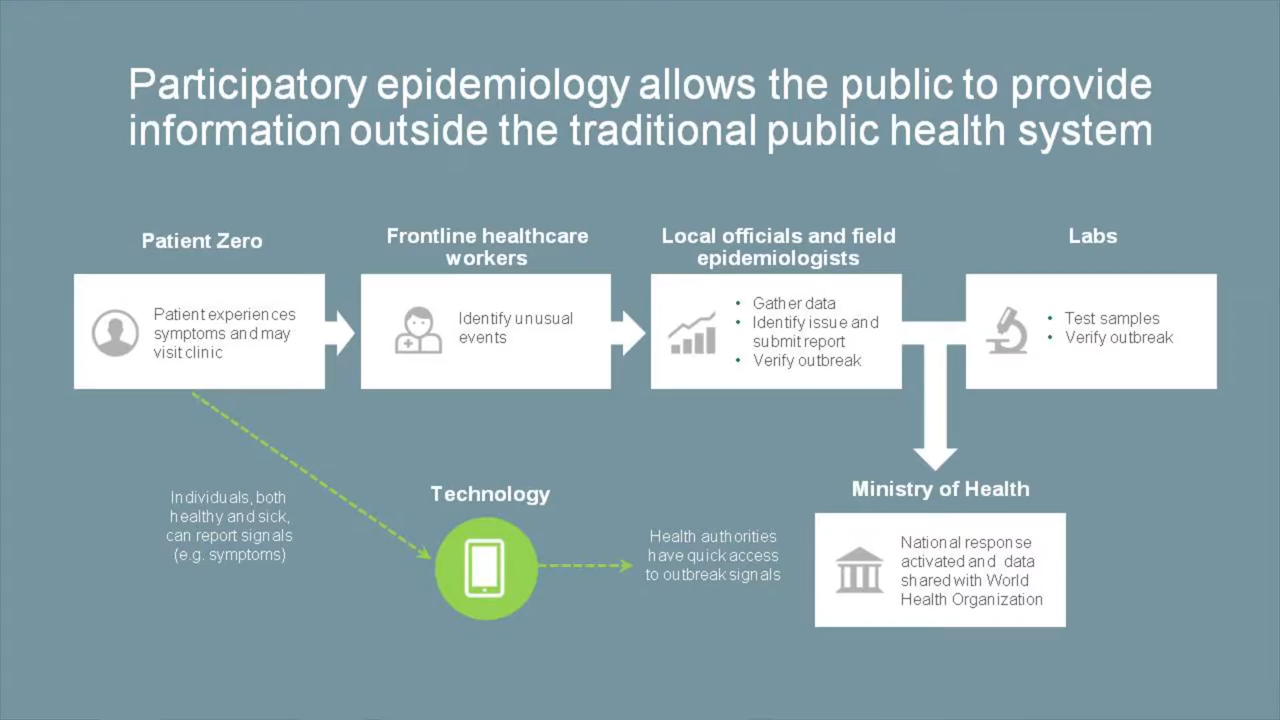 Participatory epidemiology allows the public to provide
information outside the traditional public health system
Patient Zero
Patient experiences
symptoms and may
visit clinic
Frontline healthcare
workers
Identify unusual
events
Local officials and field
epidemiologists
• Gather data
• Identify issue and
submit report
• Verify outbreak
Labs
• Test samples
• Verify outbreak
Individuals, both
healthy and sick,
can report signals
(e.g. symptoms)
Technology
Health authorities
have quick access
to outbreak signals
Ministry of Health
National response
activated and data
shared with World
Health Organization